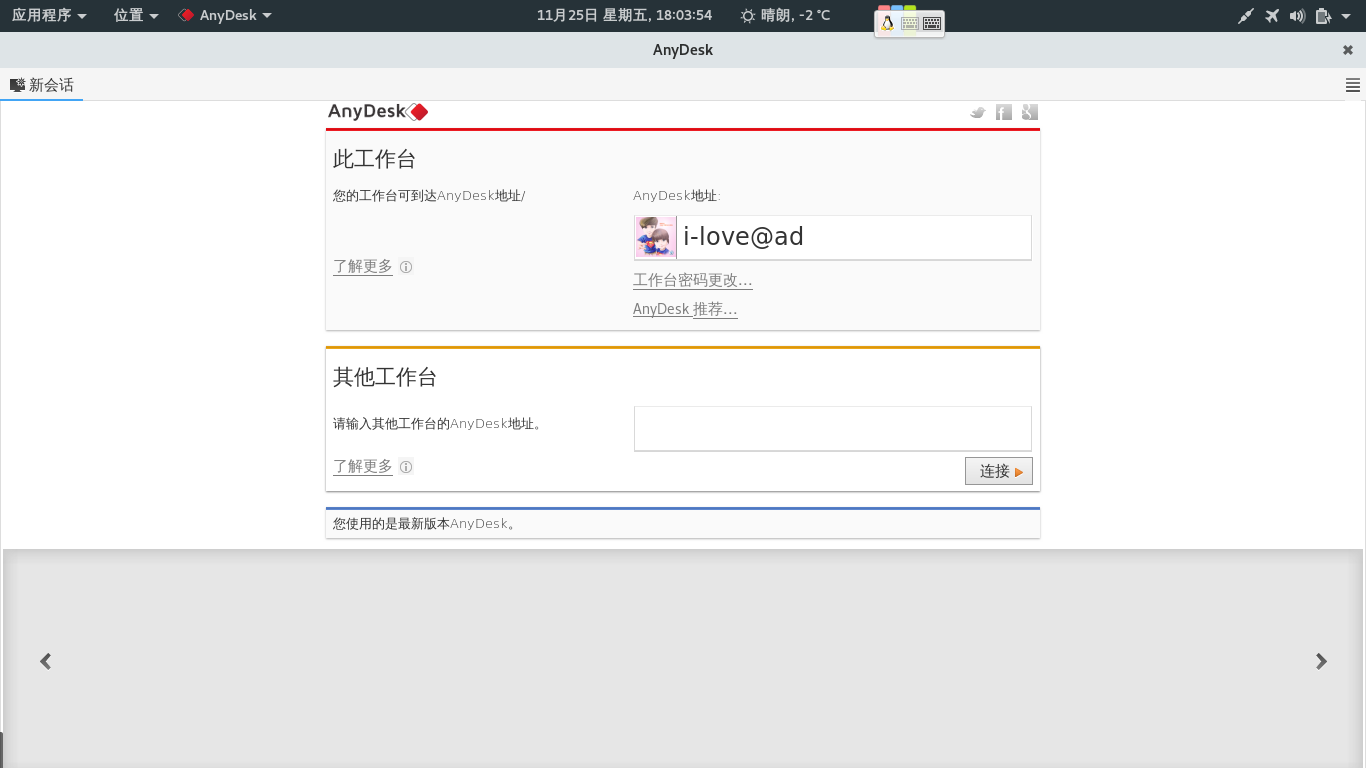 应用程序 位置 AnyDesk 11月25日 星期五, 18:03:54 晴朗, -2 °C
AnyDesk
新会话
AnyDesk
此工作台
您的工作台可到达AnyDesk地址/
AnyDesk地址:
i-love@ad
了解更多
工作台密码更改...
AnyDesk 推荐...
其他工作台
请输入其他工作台的AnyDesk地址。
了解更多
连接
您使用的是最新版本AnyDesk。